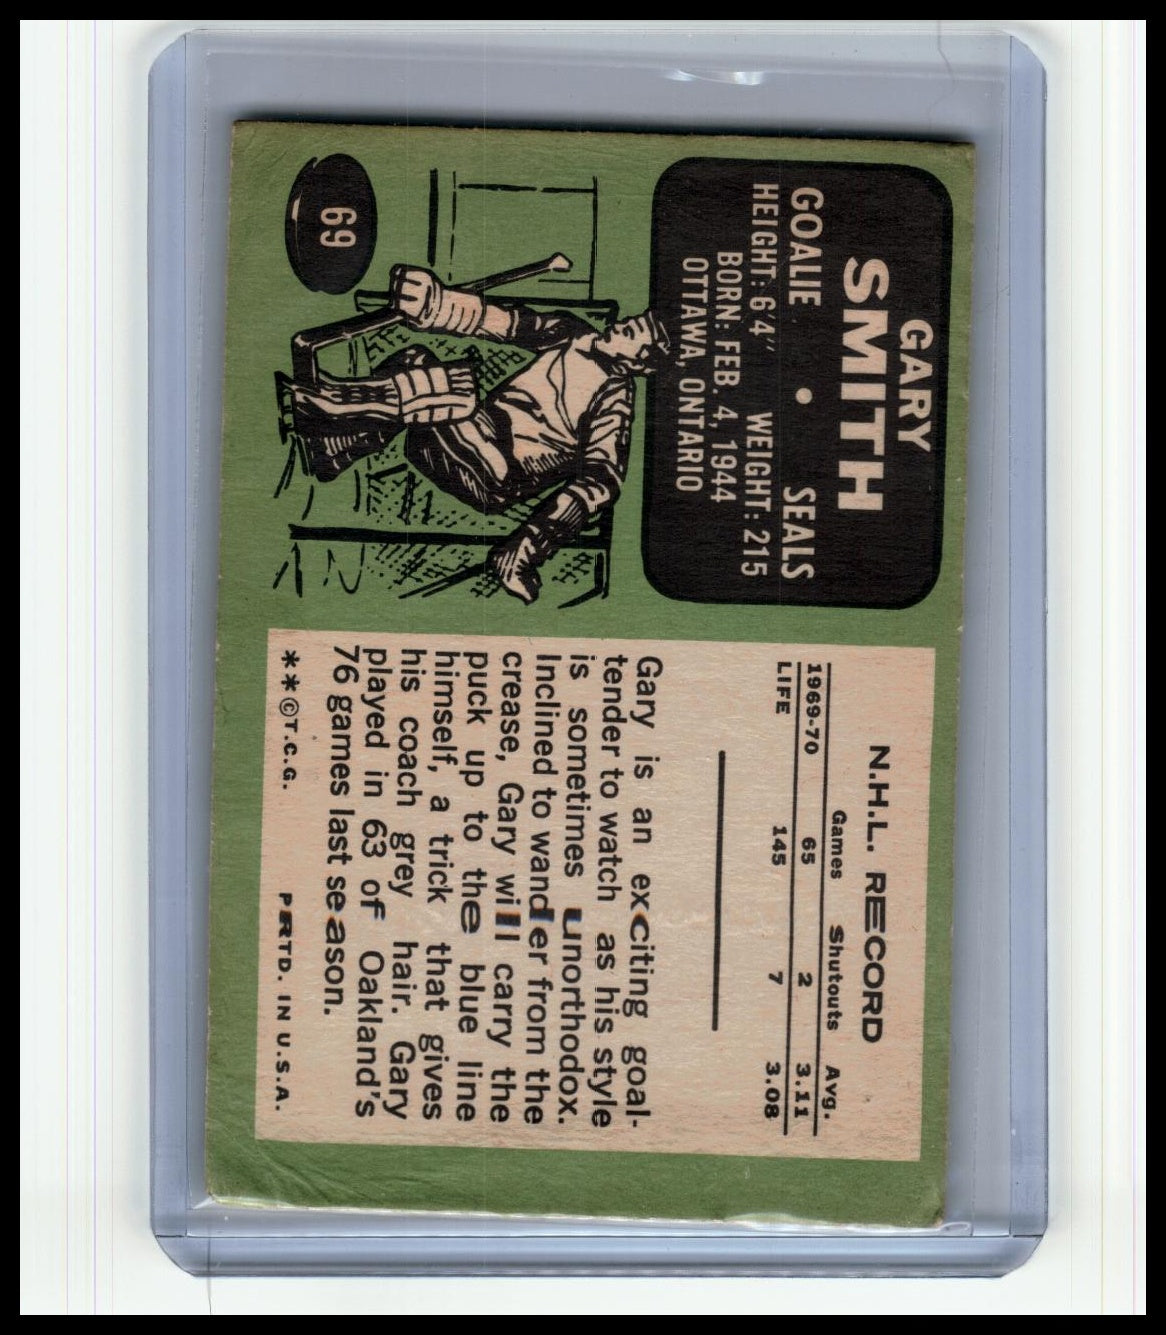 69
GARY
SMITH
GOALIE • SEALS
HEIGHT: 6'4" WEIGHT: 215
BORN: FEB. 4, 1944
OTTAWA, ONTARIO
N.H.L. RECORD
Games Shutouts Avg.
1969-70 65 2 3.11
LIFE 145 7 3.08
Gary is an exciting goal-
tender to watch as his style
is sometimes unorthodox.
Inclined to wander from the
crease, Gary will carry the
puck up to the blue line
himself, a trick that gives
his coach grey hair. Gary
played in 63 of Oakland's
76 games last season.
**©T.C.G. PRTD. IN U.S.A.